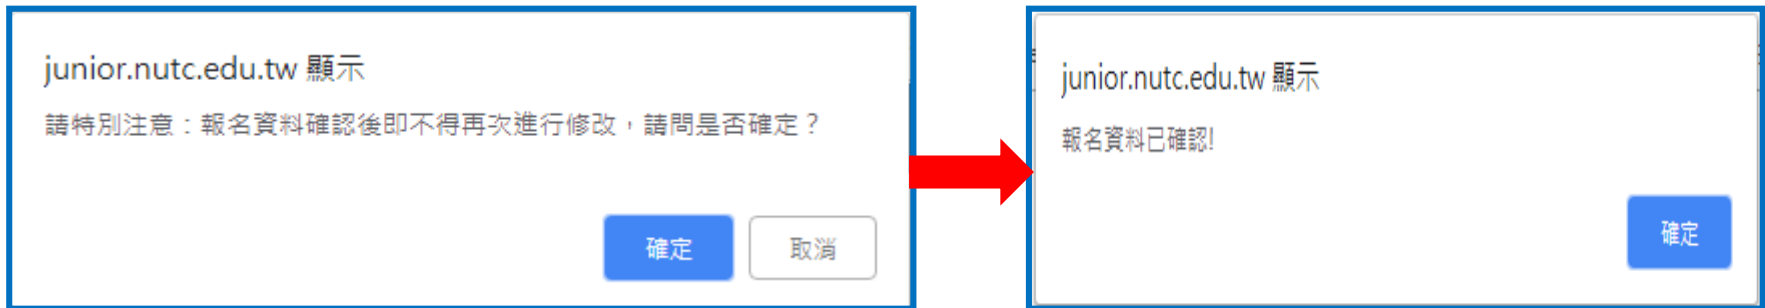 junior.nutc.edu.tw 顯示
請特別注意：報名資料確認後即不得再次進行修改，請問是否確定？
確定
取消
junior.nutc.edu.tw 顯示
報名資料已確認!
確定